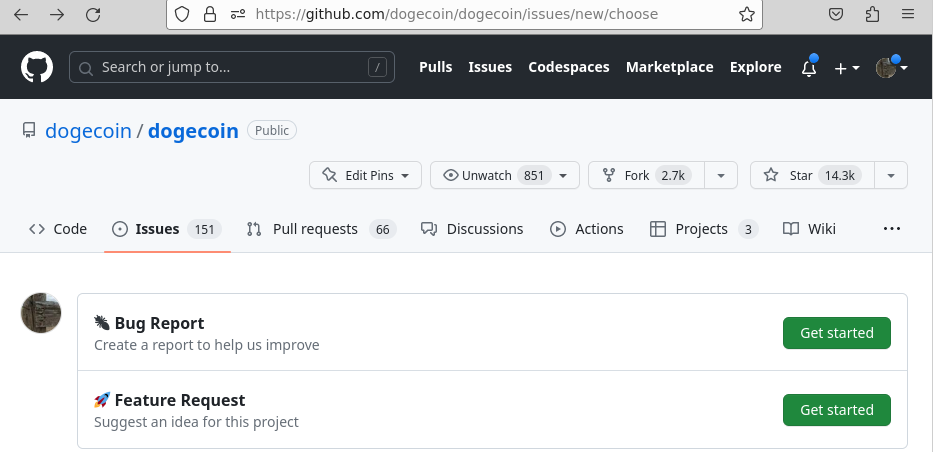 https://github.com/dogecoin/dogecoin/issues/new/choose
Search or jump to...
/
Pulls
Issues
Codespaces
Marketplace
Explore
dogecoin / dogecoin
Public
Edit Pins
Unwatch 851
Fork 2.7k
Star 14.3k
Code
Issues 151
Pull requests 66
Discussions
Actions
Projects 3
Wiki
Bug Report
Create a report to help us improve
Get started
Feature Request
Suggest an idea for this project
Get started